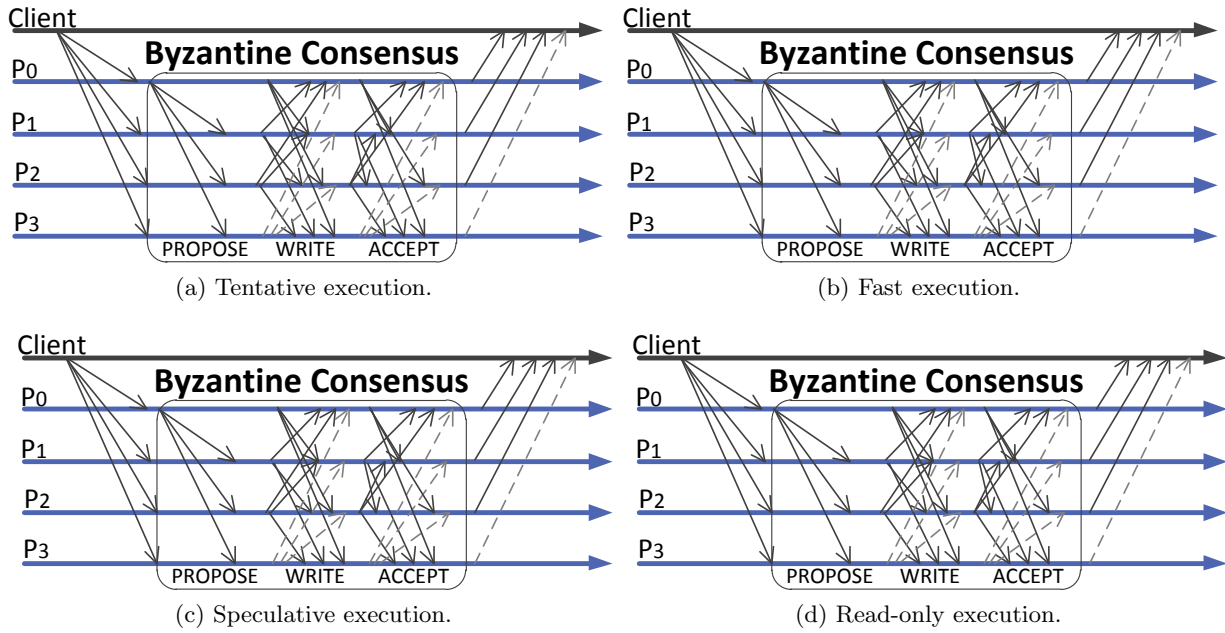 Client
Byzantine Consensus
P0
P1
P2
P3
PROPOSE WRITE ACCEPT
(a) Tentative execution.
Client
Byzantine Consensus
P0
P1
P2
P3
PROPOSE WRITE ACCEPT
(b) Fast execution.
Client
Byzantine Consensus
P0
P1
P2
P3
PROPOSE WRITE ACCEPT
(c) Speculative execution.
Client
Byzantine Consensus
P0
P1
P2
P3
PROPOSE WRITE ACCEPT
(d) Read-only execution.